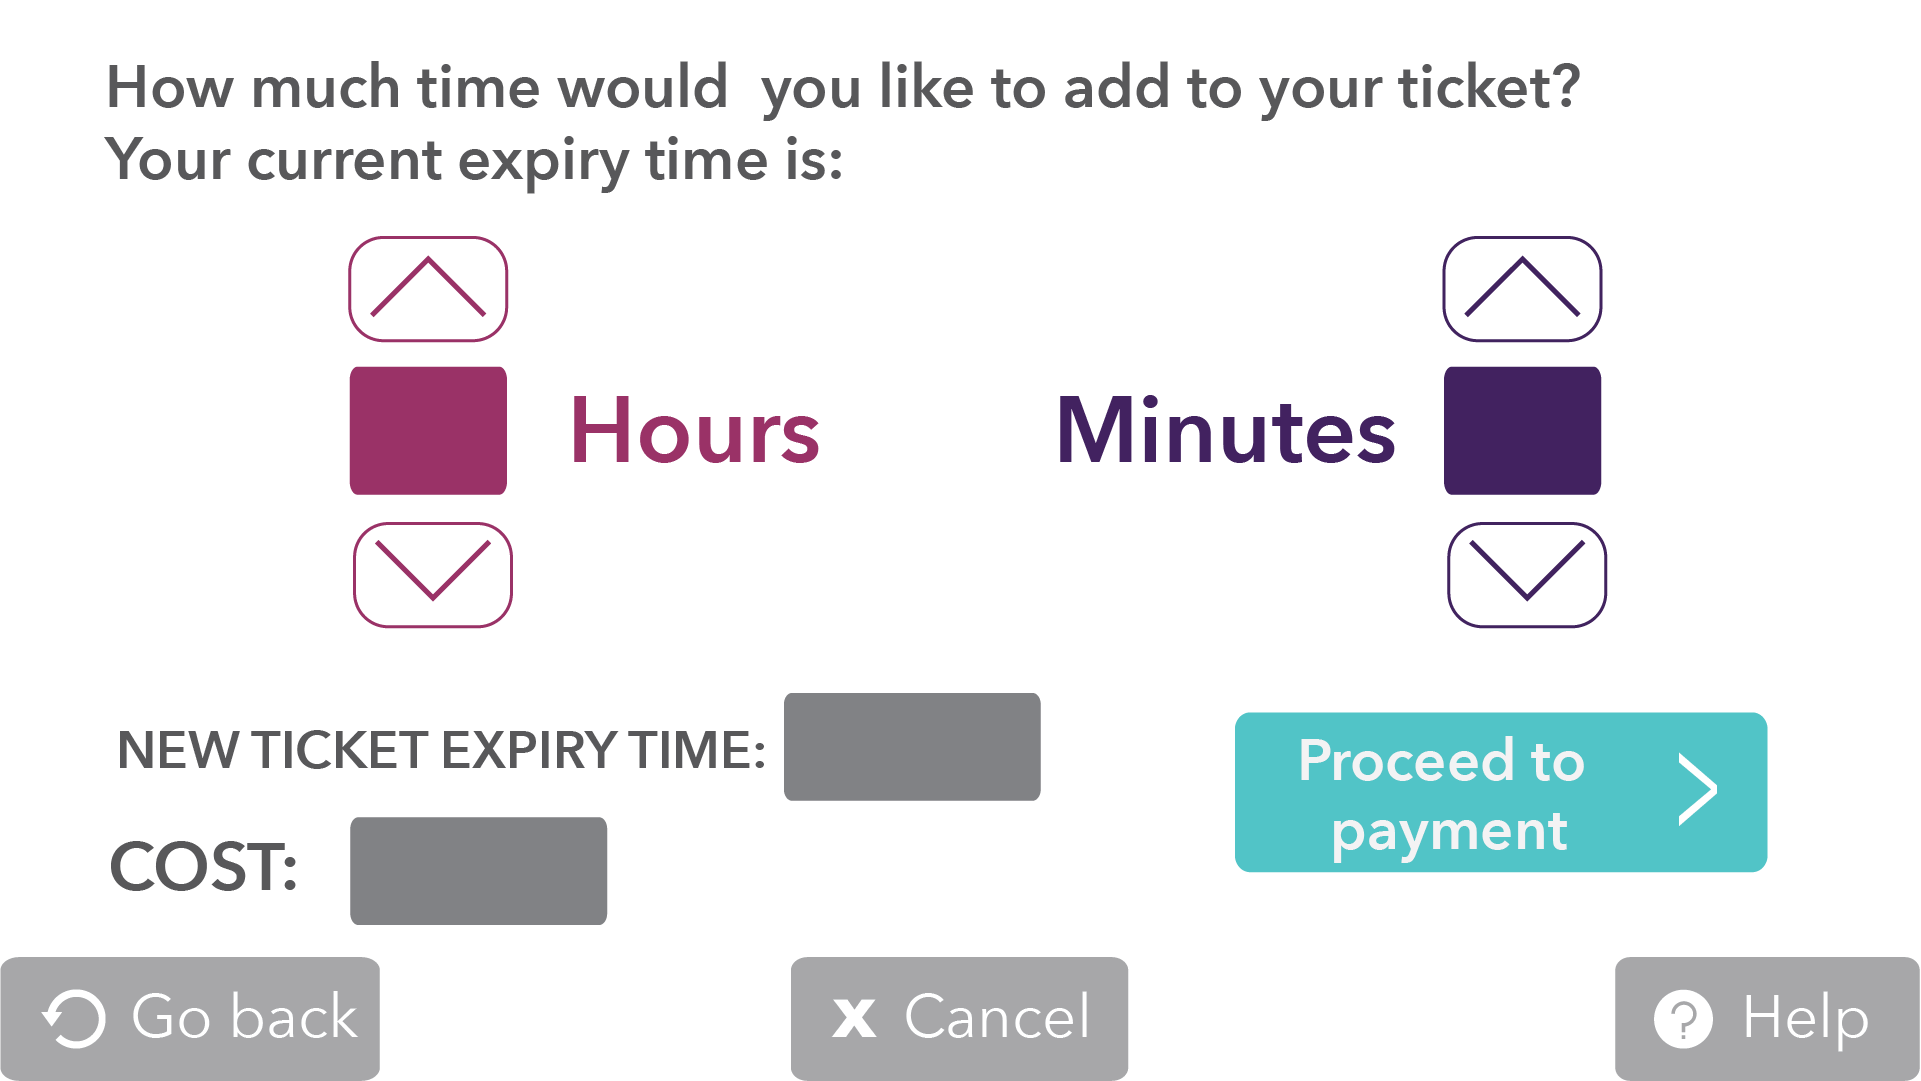 How much time would  you like to add to your ticket?
Your current expiry time is:
Hours
Minutes
NEW TICKET EXPIRY TIME:
COST:
Proceed to
payment
Go back
X Cancel
? Help